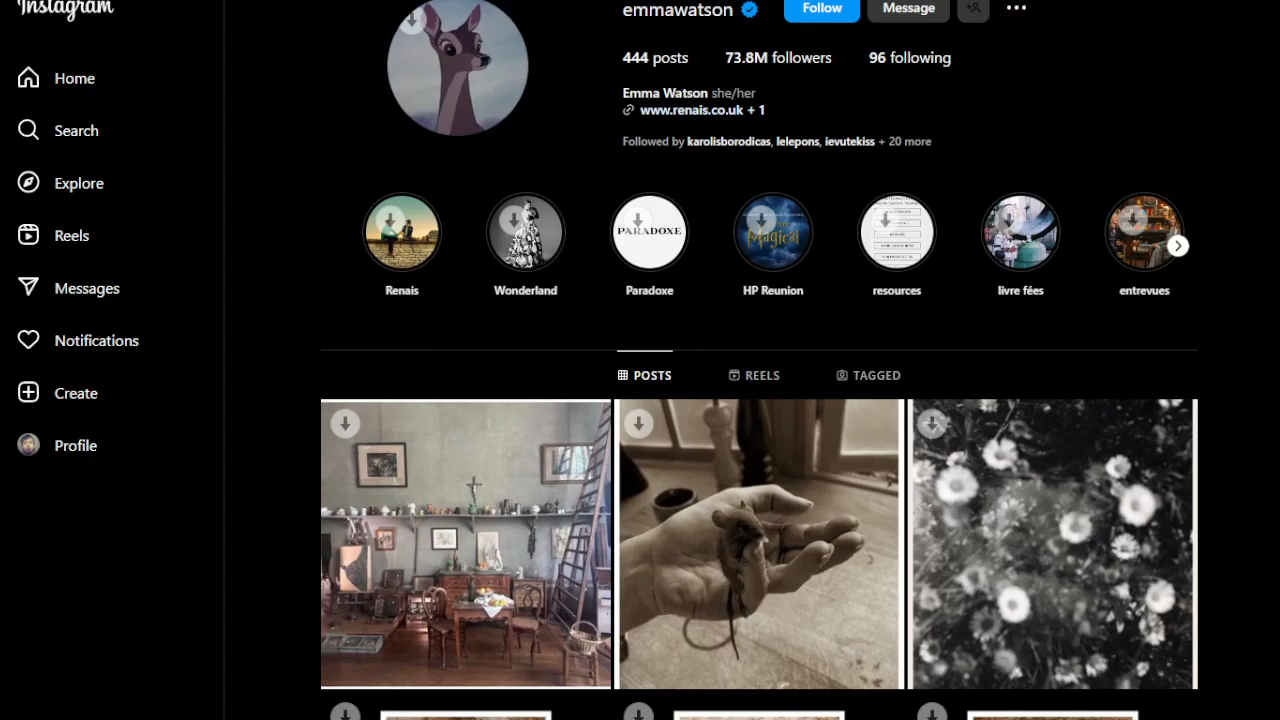 Instagram
Home
Search
Explore
Reels
Messages
Notifications
Create
Profile
emmawatson
Follow
Message
444 posts 73.8M followers 96 following
Emma Watson she/her
www.renais.co.uk + 1
Followed by karolisborodicas, lelepons, ievutekiss + 20 more
PARADOXE
Magical
Renais Wonderland Paradoxe HP Reunion resources livre fées entrevues
POSTS REELS TAGGED